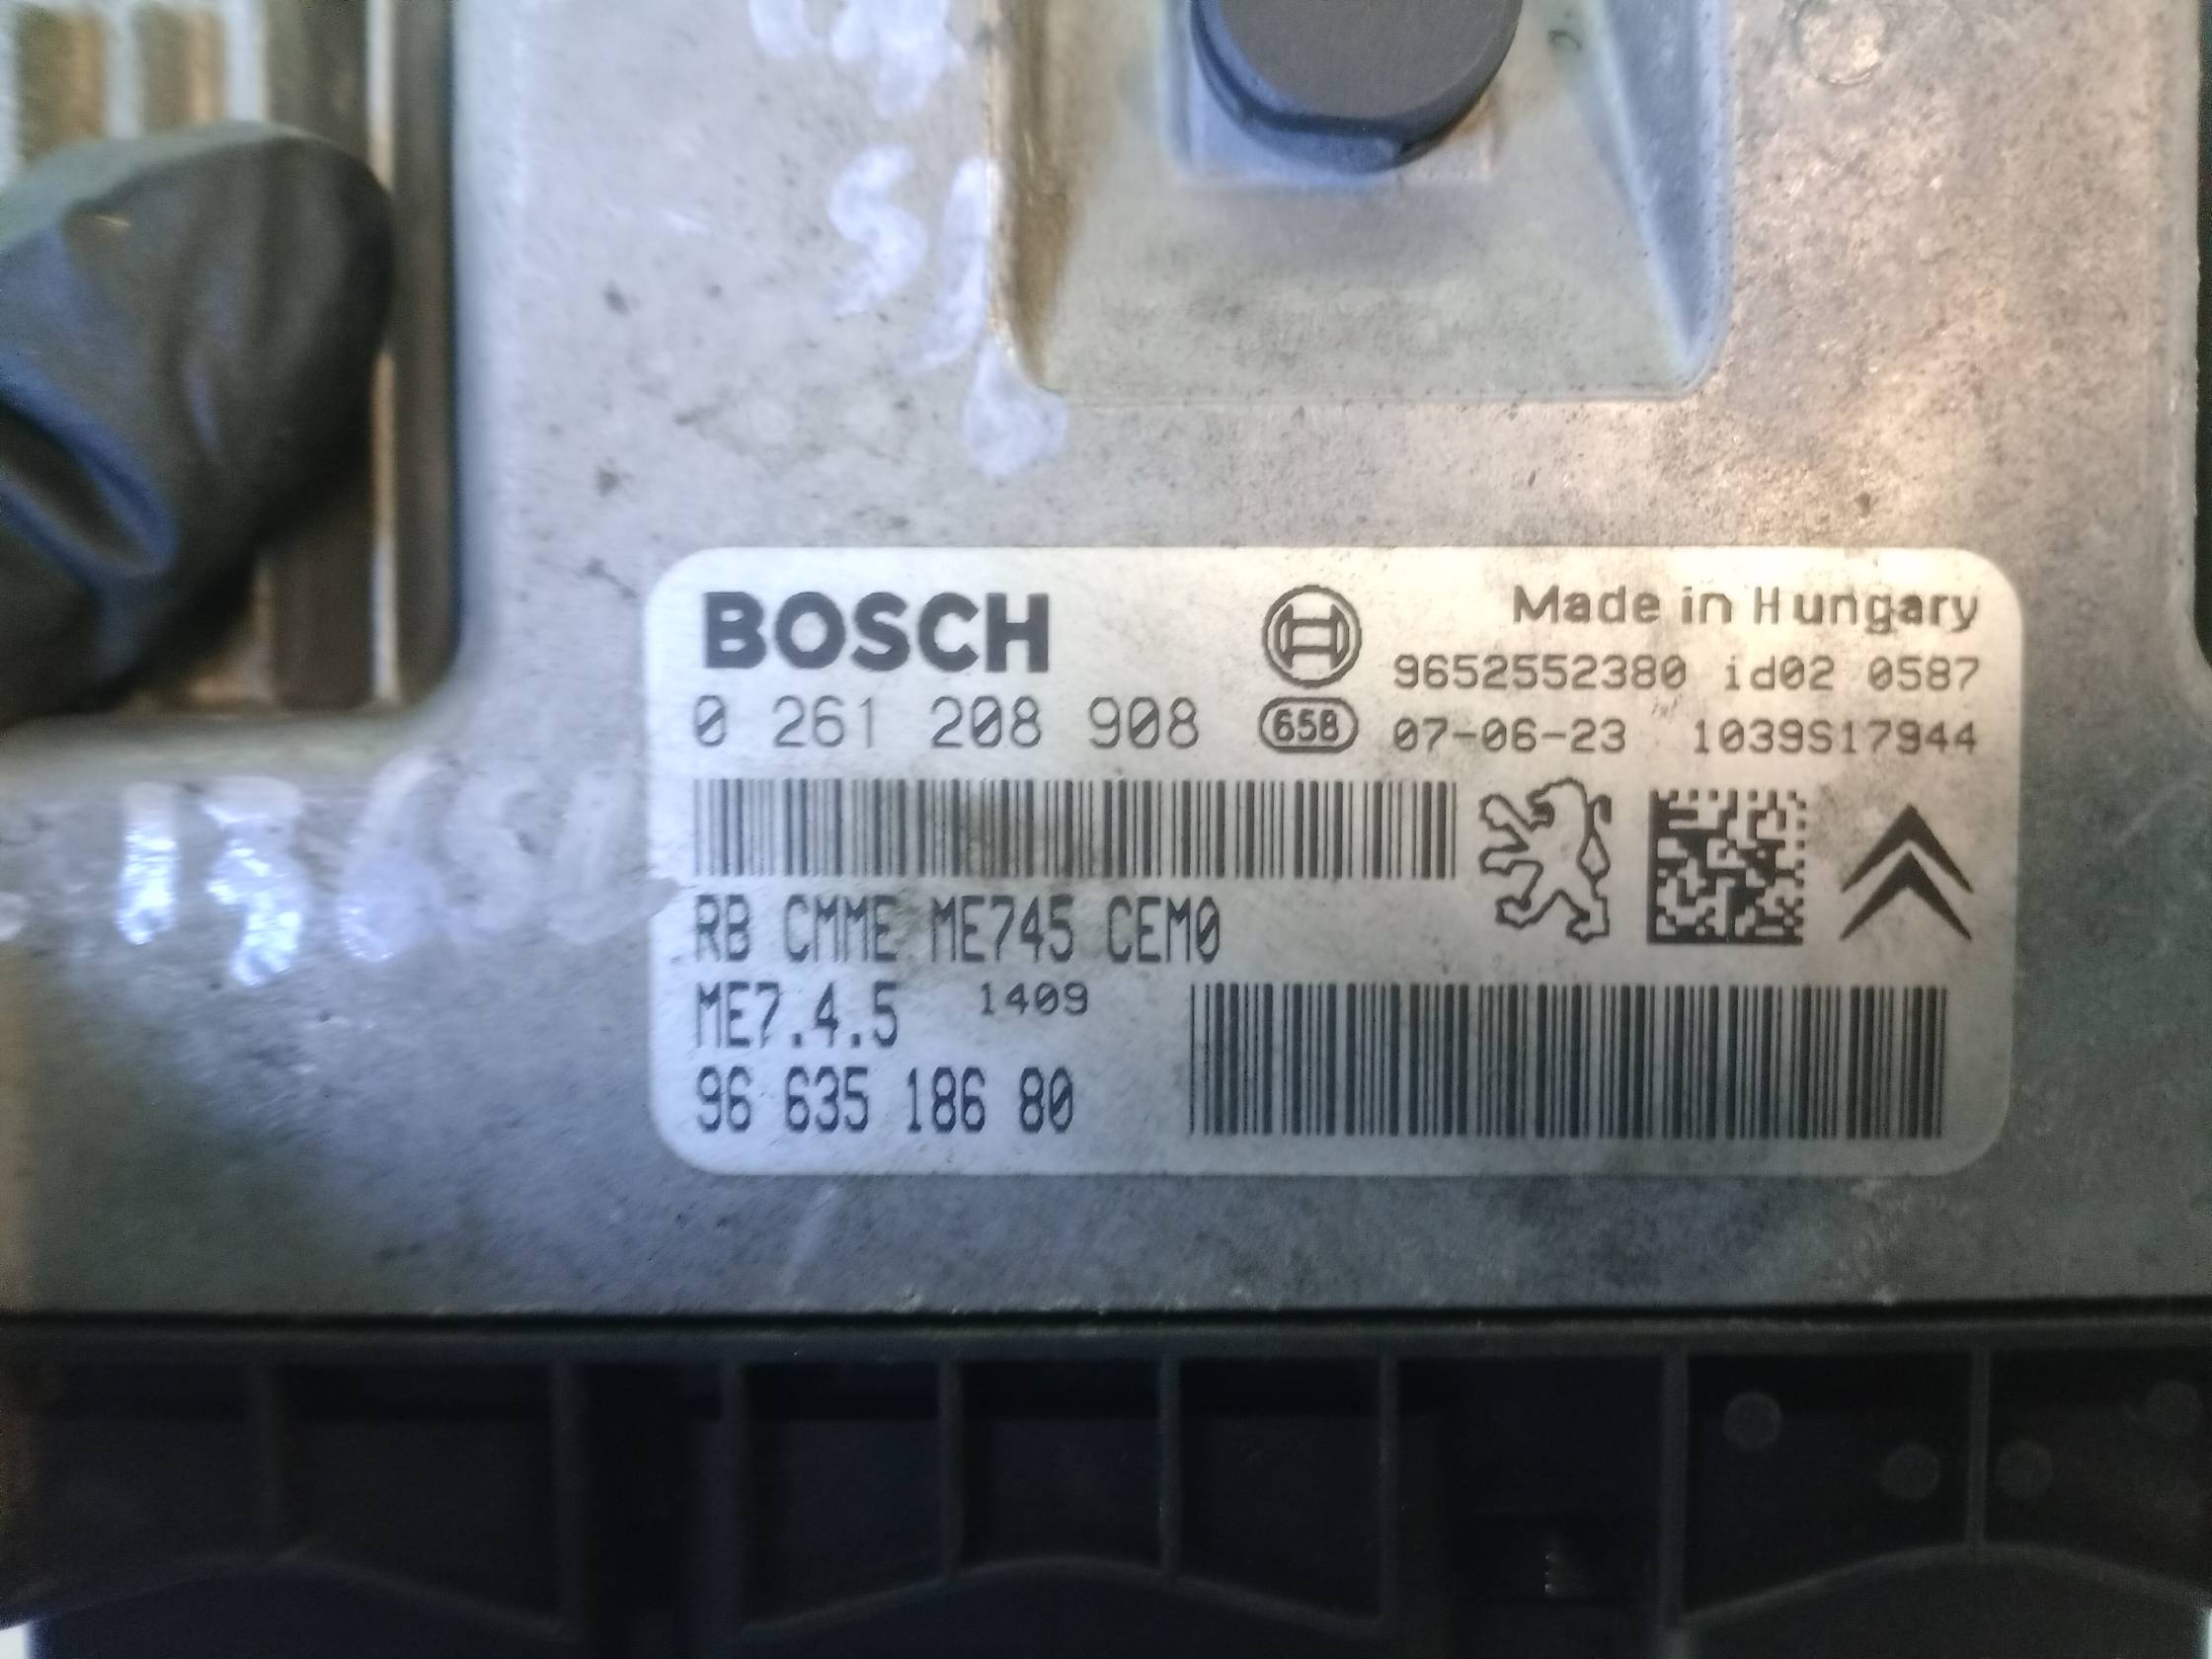 BOSCH
Made in Hungary
9652552380 id02 0587
0 261 208 908
658
07-06-23 1039S17944
RB CMME ME745 CEM0
ME7.4.5 1409
96 635 186 80